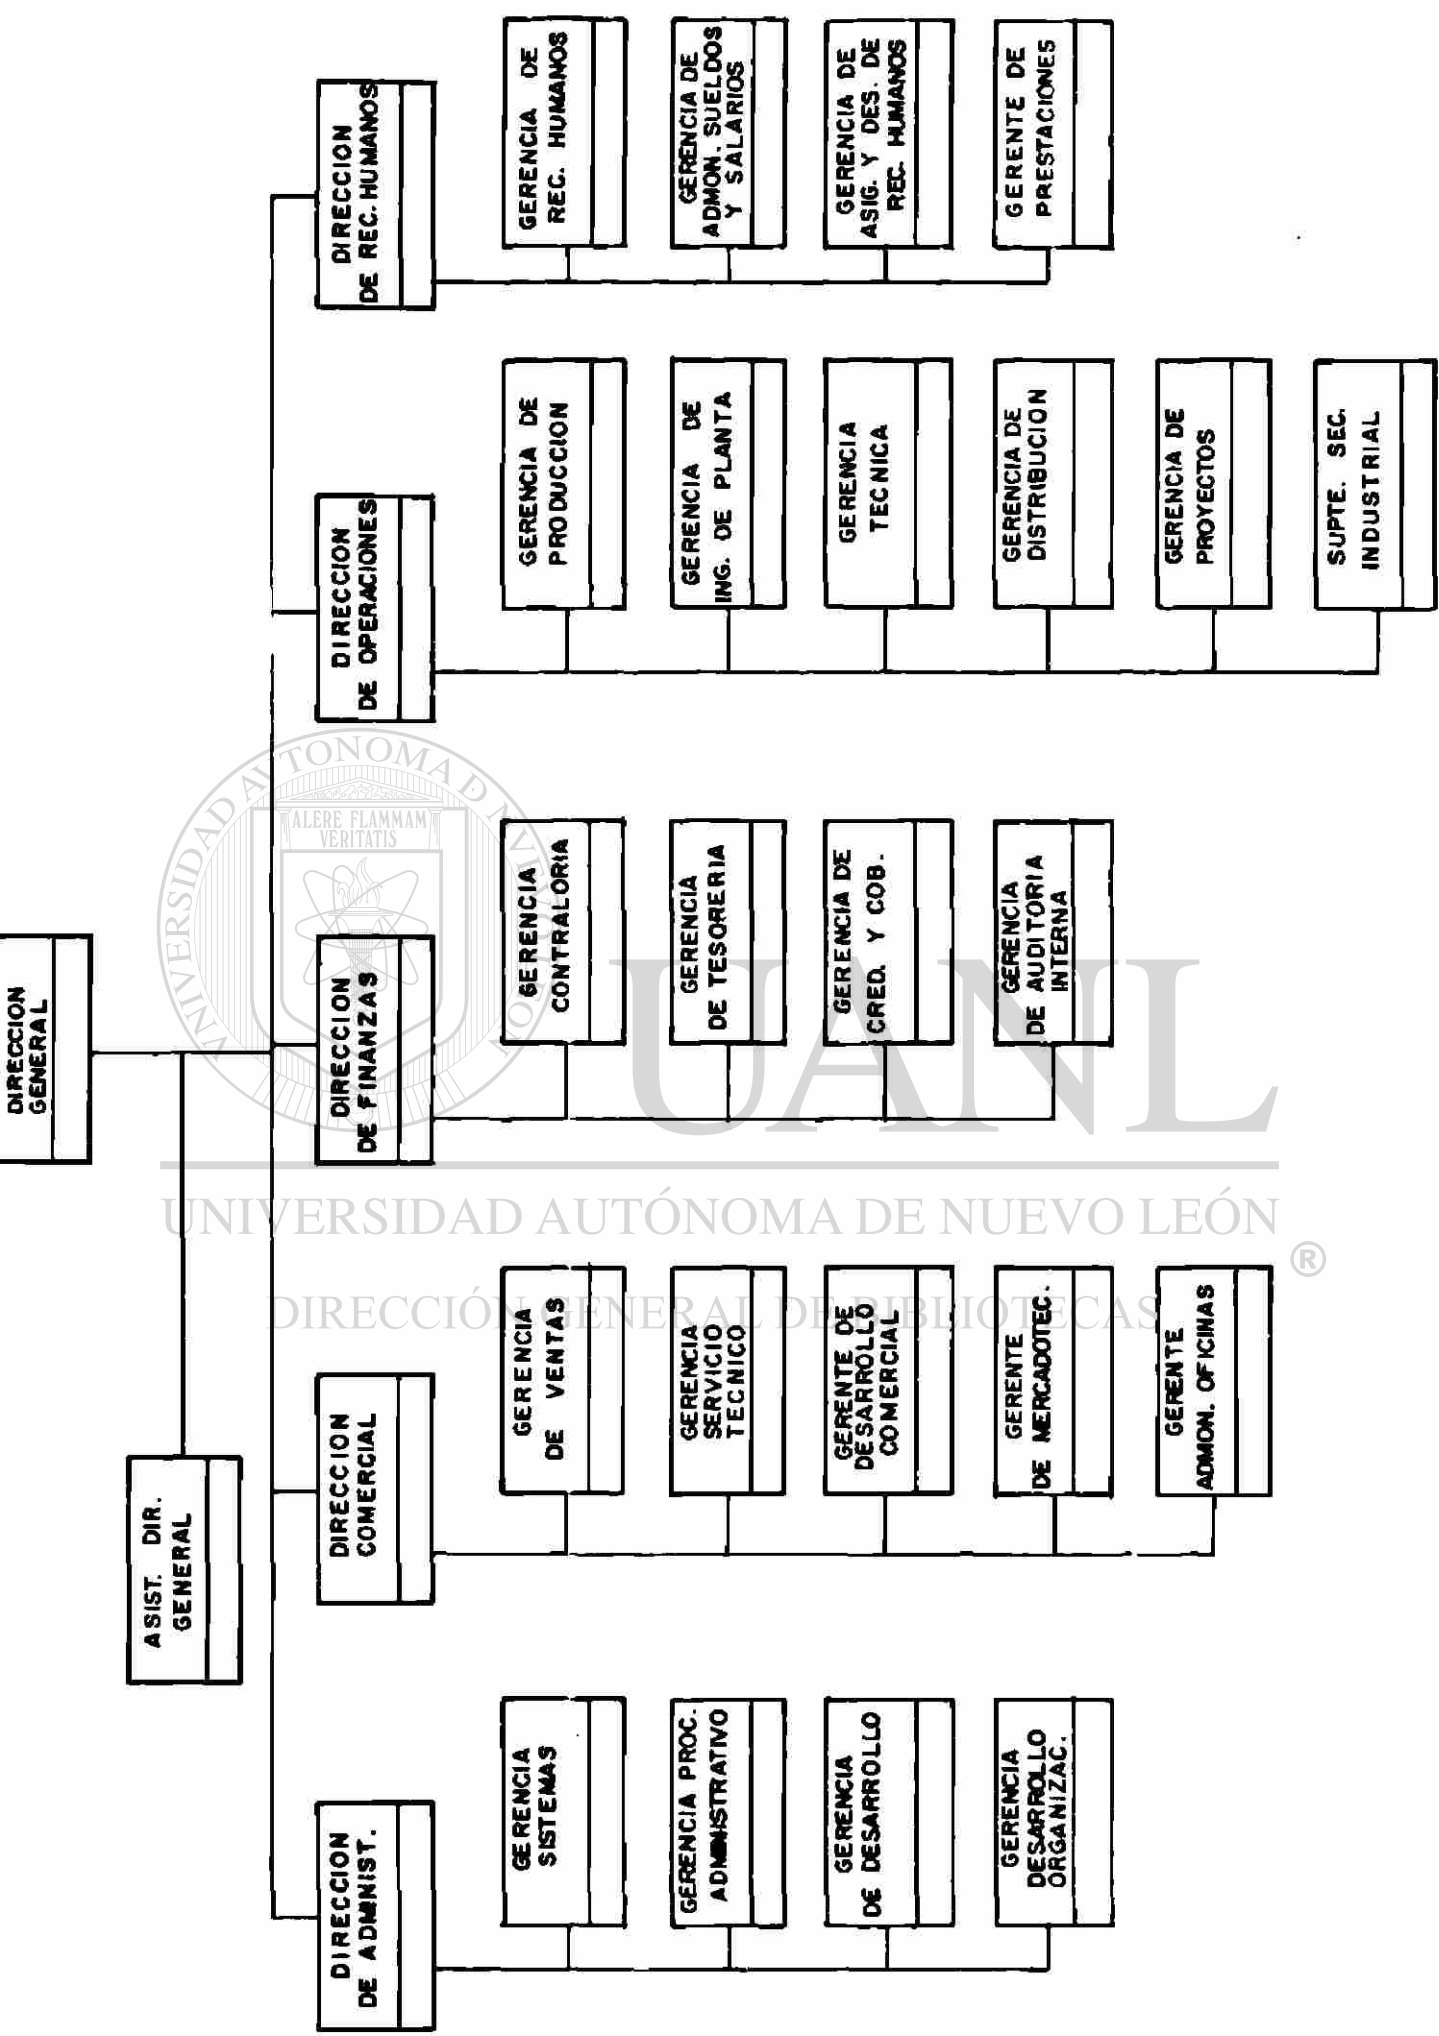 DIRECCION
GENERAL
ASIST. DIR.
GENERAL
DIRECCION
DE ADMINIST.
GERENCIA
SISTEMAS
GERENCIA PROC.
ADMINISTRATIVO
GERENCIA
DE DESARROLLO
GERENCIA
DESARROLLO
ORGANIZAC.
DIRECCION
COMERCIAL
GERENCIA
DE VENTAS
GERENCIA
SERVICIO
TECNICO
GERENTE DE
DESARROLLO
COMERCIAL
GERENTE
DE MERCADOTEC.
GERENTE
ADMON. OFICINAS
DIRECCION
DE FINANZAS
GERENCIA
CONTRALORIA
GERENCIA
DE TESORERIA
GERENCIA DE
CRED. Y COB.
GERENCIA
DE AUDITORIA
INTERNA
DIRECCION
DE OPERACIONES
GERENCIA DE
PRODUCCION
GERENCIA DE
ING. DE PLANTA
GERENCIA
TECNICA
GERENCIA DE
DISTRIBUCION
GERENCIA DE
PROYECTOS
SUPTE. SEC.
INDUSTRIAL
DIRECCION
DE REC. HUMANOS
GERENCIA DE
REC. HUMANOS
GERENCIA DE
ADMON. SUELDOS
Y SALARIOS
GERENCIA DE
ASIG. Y DES. DE
REC. HUMANOS
GERENTE DE
PRESTACIONES
UNIVERSIDAD AUTONOMA DE NUEVO LEON
ALERE FLAMMAM
VERITATIS
UANL
UNIVERSIDAD AUTÓNOMA DE NUEVO LEÓN
®
DIRECCIÓN GENERAL DE BIBLIOTECAS